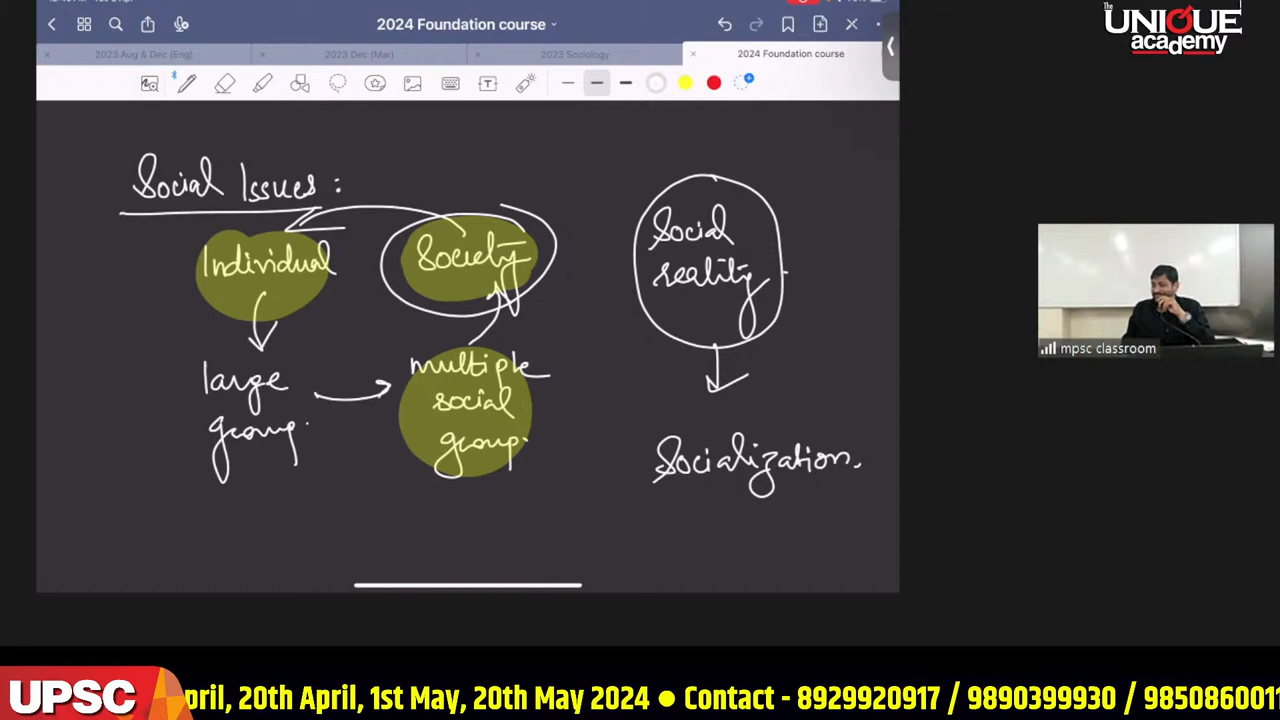 2024 Foundation course
2023 Aug & Dec (Eng)
2023 Dec (Mar)
2023 Soziology
2024 Foundation course
The
UNIQUE
academy
Social Issues :
Individual
Society
large
group.
multiple
social
group.
Social
reality
Socialization.
mpsc classroom
UPSC
pril, 20th April, 1st May, 20th May 2024 ● Contact - 8929920917 / 9890399930 / 985086001